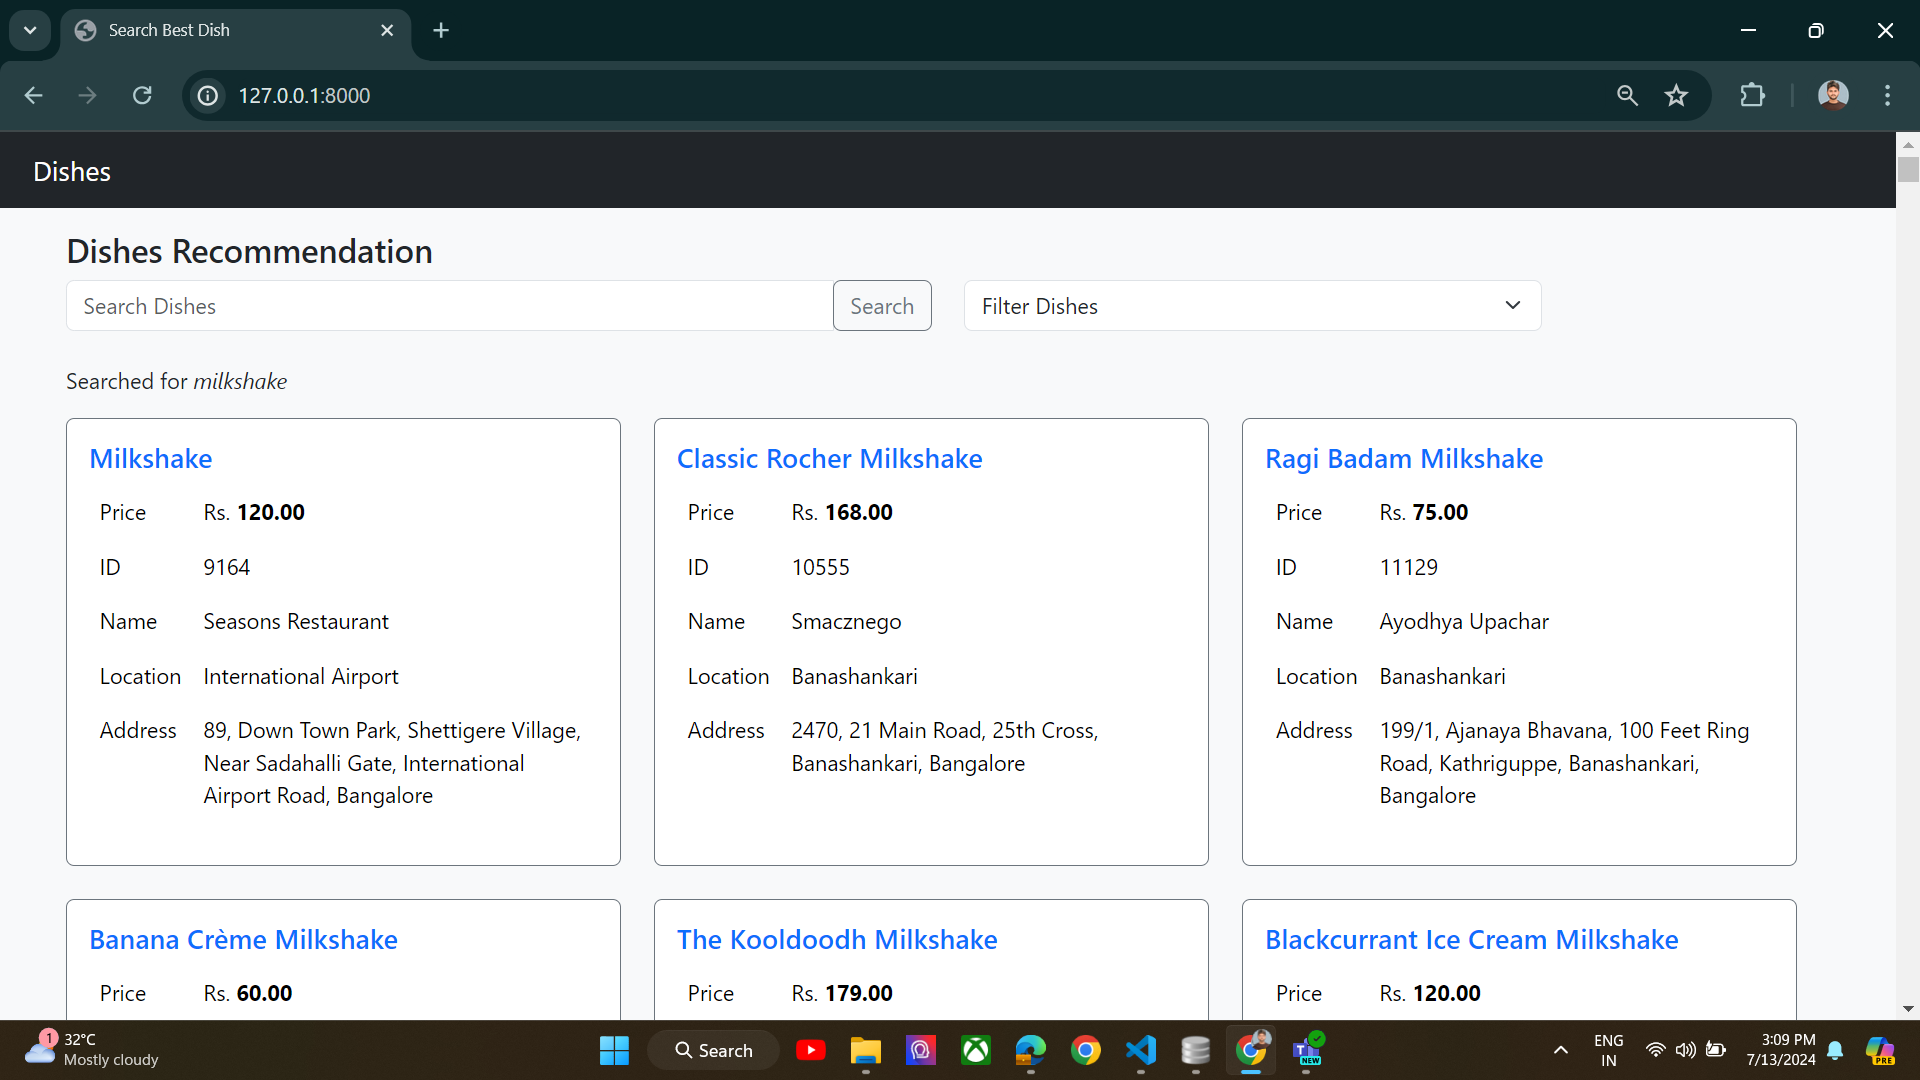 Search Best Dish
127.0.0.1:8000
Dishes
Dishes Recommendation
Search Dishes
Search
Filter Dishes
Searched for milkshake
Milkshake
Price Rs. 120.00
ID 9164
Name Seasons Restaurant
Location International Airport
Address 89, Down Town Park, Shettigere Village,
Near Sadahalli Gate, International
Airport Road, Bangalore
Classic Rocher Milkshake
Price Rs. 168.00
ID 10555
Name Smacznego
Location Banashankari
Address 2470, 21 Main Road, 25th Cross,
Banashankari, Bangalore
Ragi Badam Milkshake
Price Rs. 75.00
ID 11129
Name Ayodhya Upachar
Location Banashankari
Address 199/1, Ajanaya Bhavana, 100 Feet Ring
Road, Kathriguppe, Banashankari,
Bangalore
Banana Crème Milkshake
Price Rs. 60.00
The Kooldoodh Milkshake
Price Rs. 179.00
Blackcurrant Ice Cream Milkshake
Price Rs. 120.00
1
32°C
Mostly cloudy
Search
NEW
ENG
IN
3:09 PM
7/13/2024
PRE